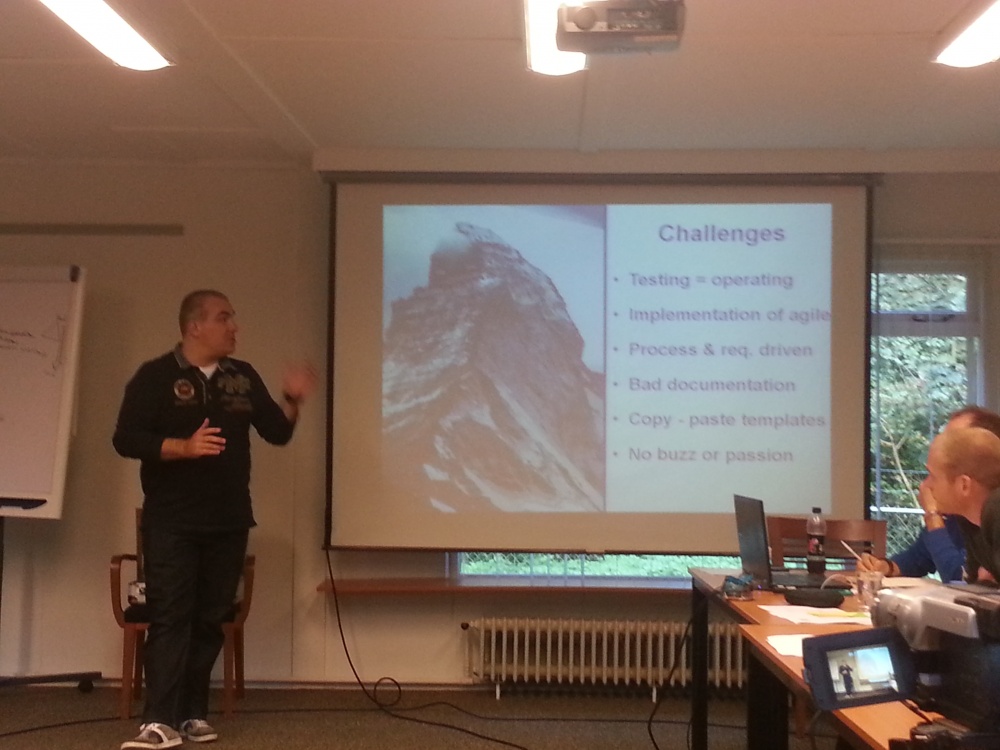 Challenges
• Testing = operating
• Implementation of agile
• Process & req. driven
• Bad documentation
• Copy - paste templates
• No buzz or passion